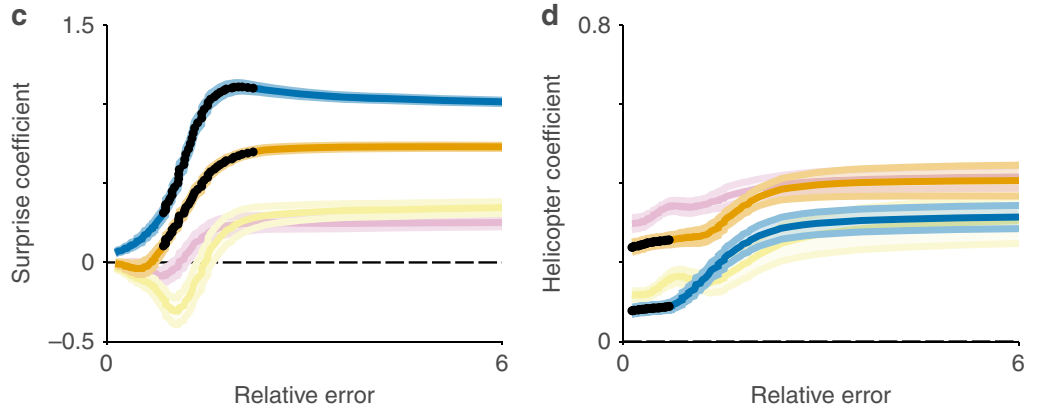 c
1.5
Surprise coefficient
0
–0.5
0
6
Relative error
d
0.8
Helicopter coefficient
0
0
6
Relative error